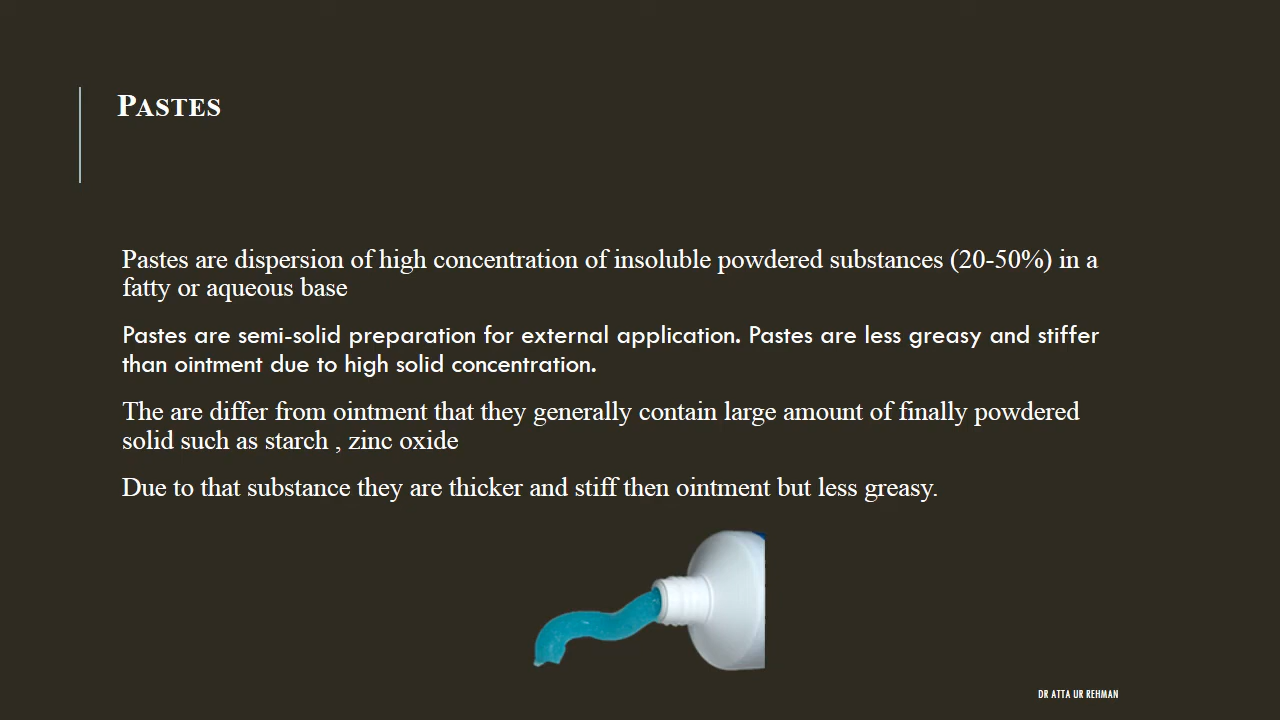 PASTES
Pastes are dispersion of high concentration of insoluble powdered substances (20-50%) in a
fatty or aqueous base
Pastes are semi-solid preparation for external application. Pastes are less greasy and stiffer
than ointment due to high solid concentration.
The are differ from ointment that they generally contain large amount of finally powdered
solid such as starch , zinc oxide
Due to that substance they are thicker and stiff then ointment but less greasy.
DR ATTA UR REHMAN